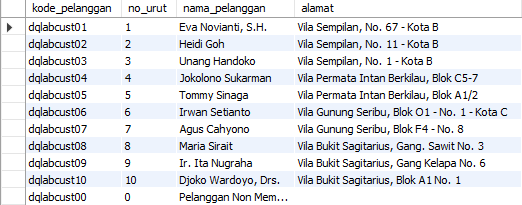 kode_pelanggan no_urut nama_pelanggan alamat
dqlabcust01 1 Eva Novianti, S.H. Vila Sempilan, No. 67 - Kota B
dqlabcust02 2 Heidi Goh Vila Sempilan, No. 11 - Kota B
dqlabcust03 3 Unang Handoko Vila Sempilan, No. 1 - Kota B
dqlabcust04 4 Jokolono Sukarman Vila Permata Intan Berkilau, Blok C5-7
dqlabcust05 5 Tommy Sinaga Vila Permata Intan Berkilau, Blok A1/2
dqlabcust06 6 Irwan Setianto Vila Gunung Seribu, Blok O1 - No. 1 - Kota C
dqlabcust07 7 Agus Cahyono Vila Gunung Seribu, Blok F4 - No. 8
dqlabcust08 8 Maria Sirait Vila Bukit Sagitarius, Gang. Sawit No. 3
dqlabcust09 9 Ir. Ita Nugraha Vila Bukit Sagitarius, Gang Kelapa No. 6
dqlabcust10 10 Djoko Wardoyo, Drs. Vila Bukit Sagitarius, Blok A1 No. 1
dqlabcust00 0 Pelanggan Non Mem...